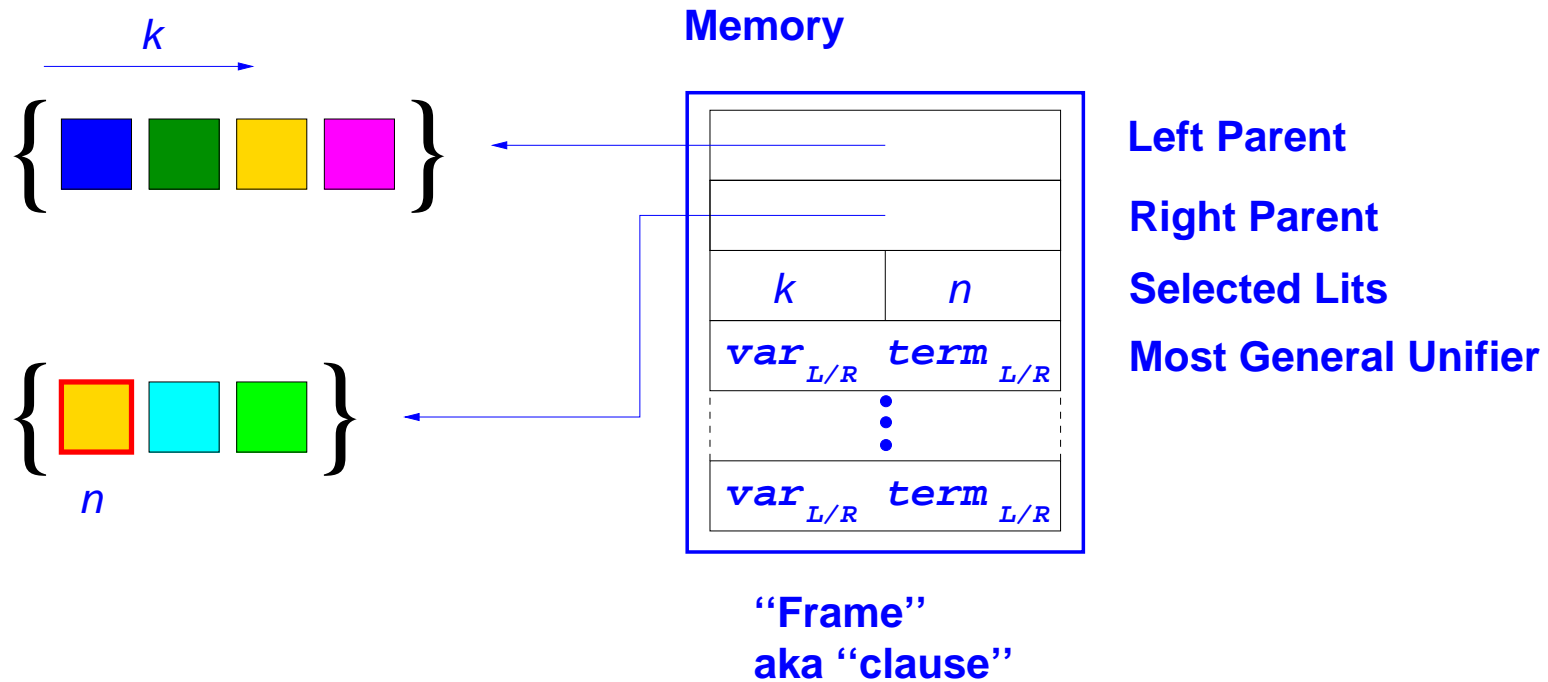 k
Memory
Left Parent
Right Parent
k n
Selected Lits
var L/R term L/R
Most General Unifier
var L/R term L/R
n
‘‘Frame’’
aka ‘‘clause’’